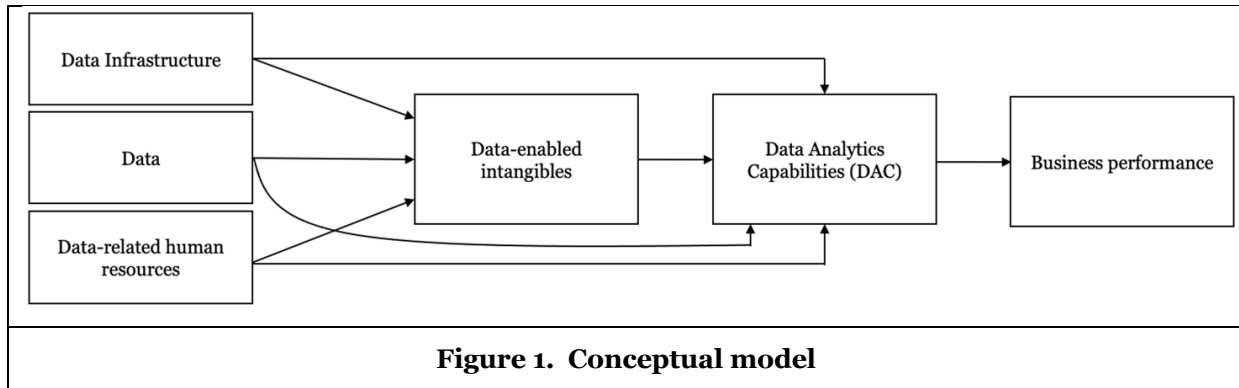 Data Infrastructure
Data
Data-related human
resources
Data-enabled
intangibles
Data Analytics
Capabilities (DAC)
Business performance
Figure 1. Conceptual model